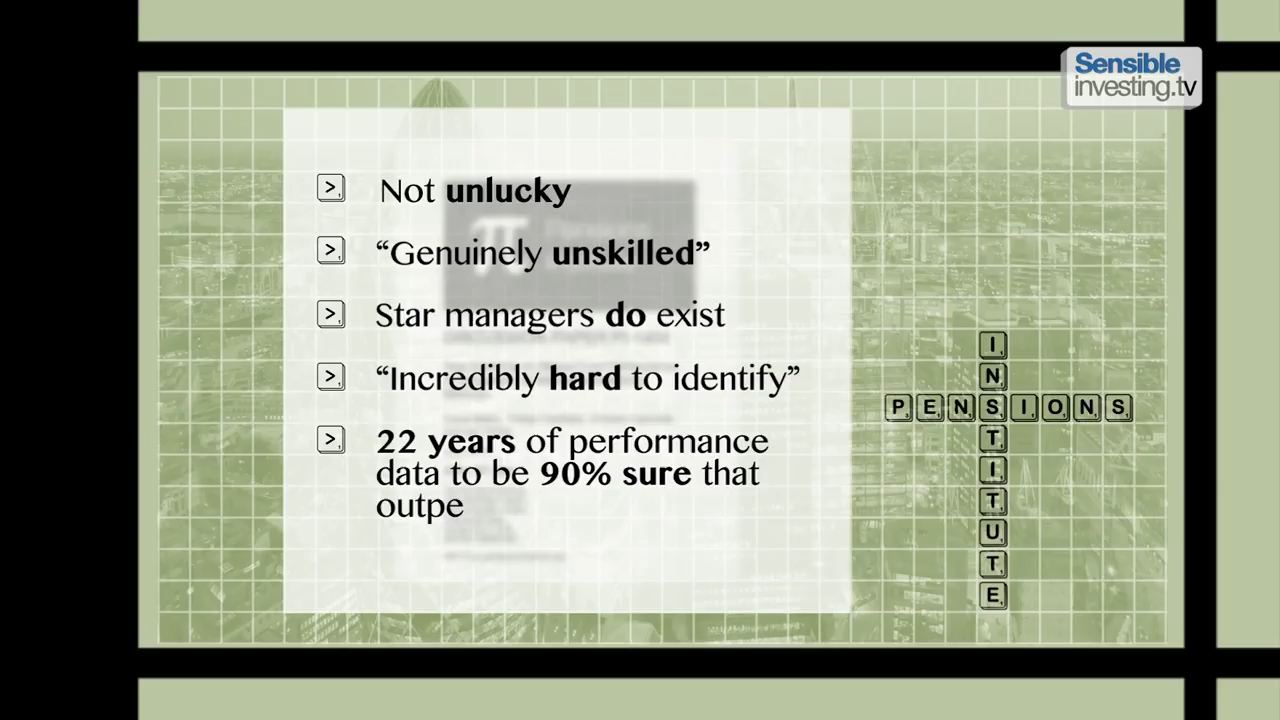 Sensible
investing.tv
Not unlucky
“Genuinely unskilled”
Star managers do exist
“Incredibly hard to identify”
22 years of performance
data to be 90% sure that
outpe
PENSIONS
INSTITUTE